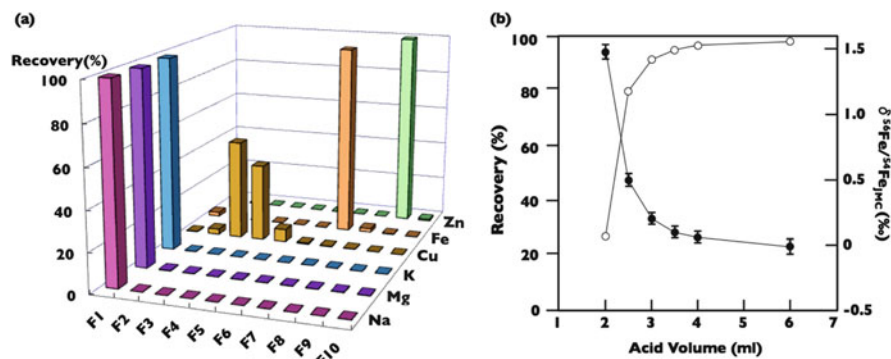 (a)
Recovery(%)
100
80
60
40
20
0
F1
F2
F3
F4
F5
F6
F7
F8
F9
F10
Na
Mg
K
Cu
Fe
Zn
(b)
Recovery (%)
100
80
60
40
20
0
1 2 3 4 5 6 7
Acid Volume (ml)
1.5
1.0
0.5
0
-0.5
δ⁵⁶Fe/⁵⁴Fe JMC (‰)